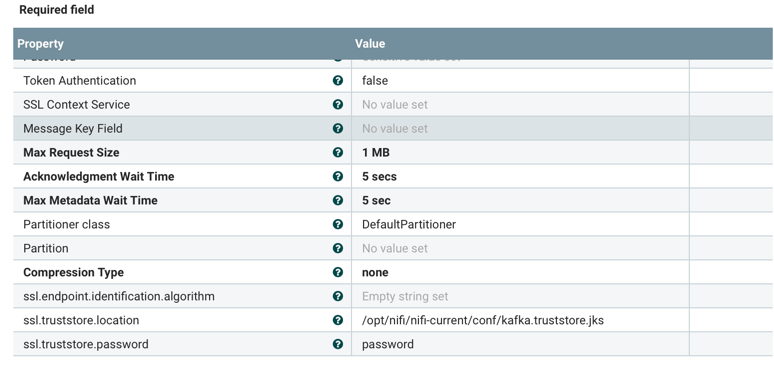 Required field
Property Value
Token Authentication false
SSL Context Service No value set
Message Key Field No value set
Max Request Size 1 MB
Acknowledgment Wait Time 5 secs
Max Metadata Wait Time 5 sec
Partitioner class DefaultPartitioner
Partition No value set
Compression Type none
ssl.endpoint.identification.algorithm Empty string set
ssl.truststore.location /opt/nifi/nifi-current/conf/kafka.truststore.jks
ssl.truststore.password password